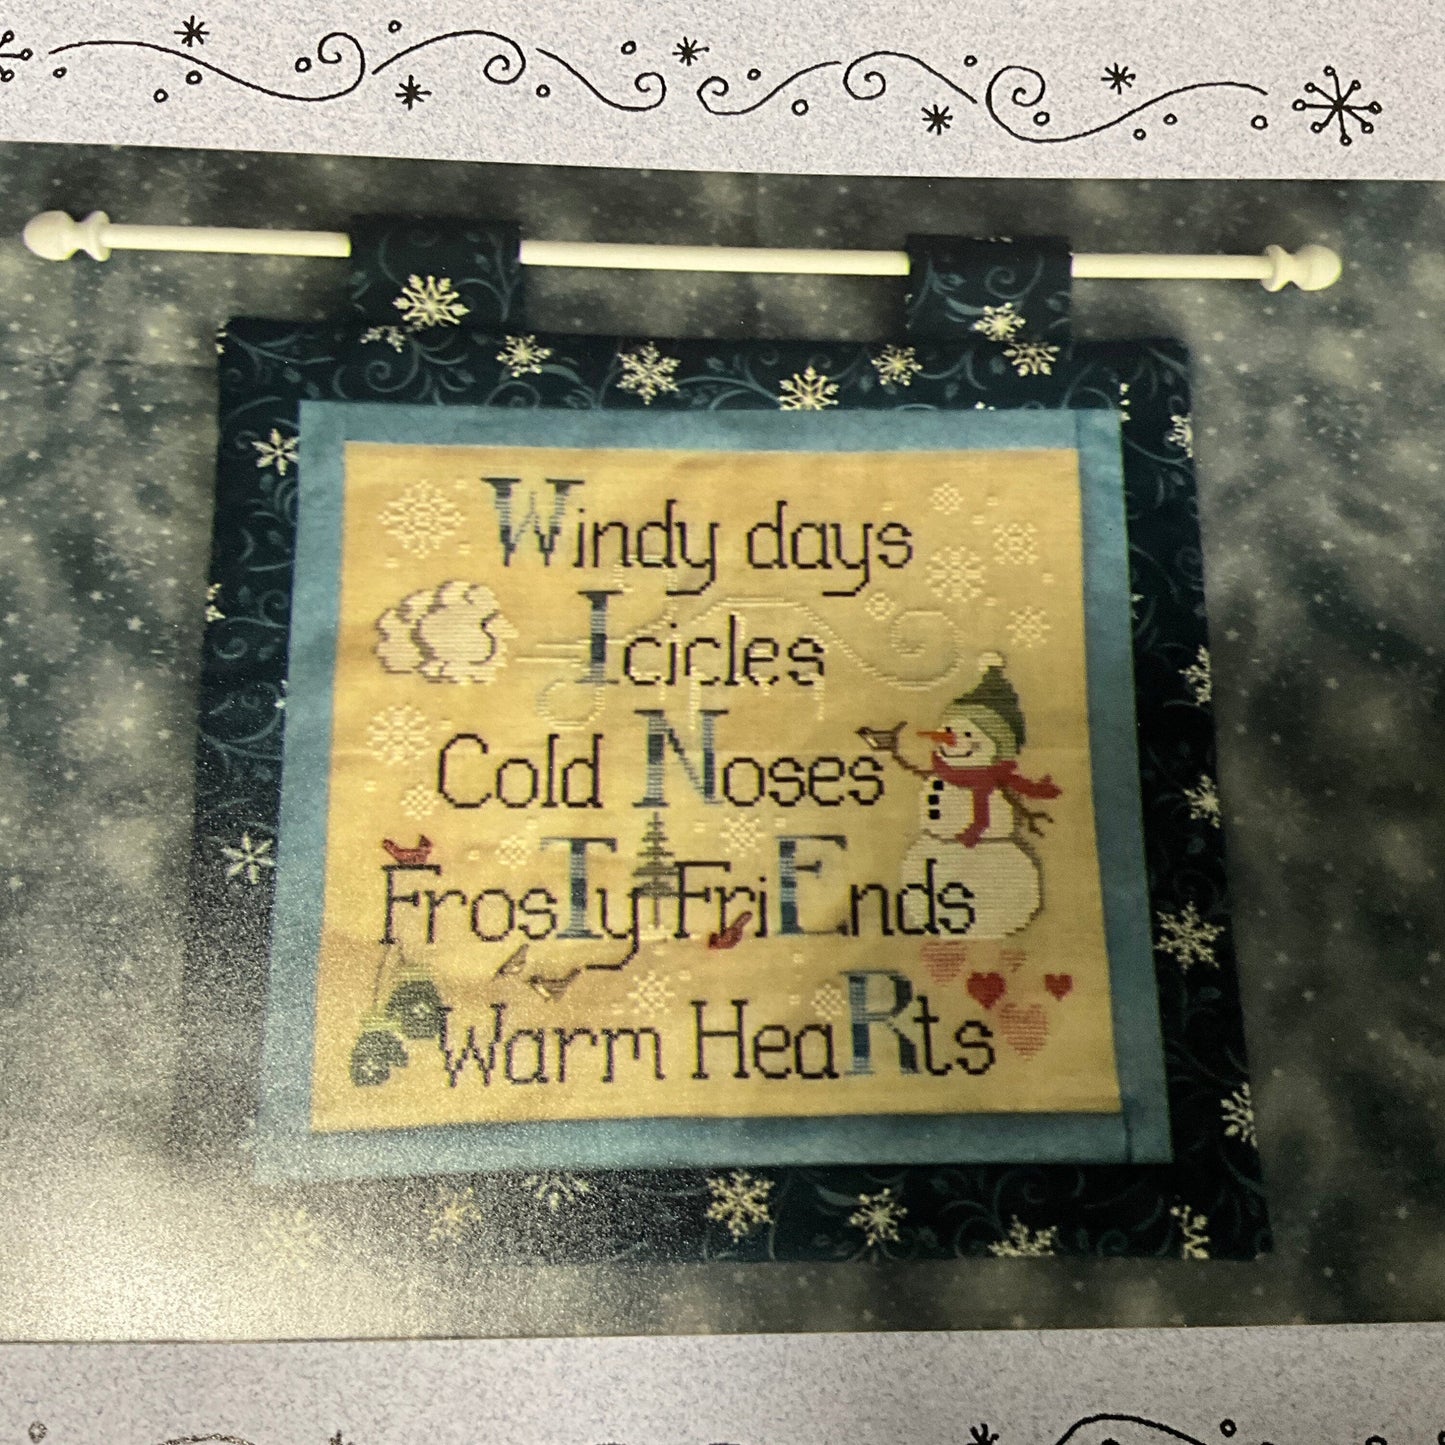 Windy days
Icicles
Cold Noses
FrosTy FriEnds
Warm HeaRts